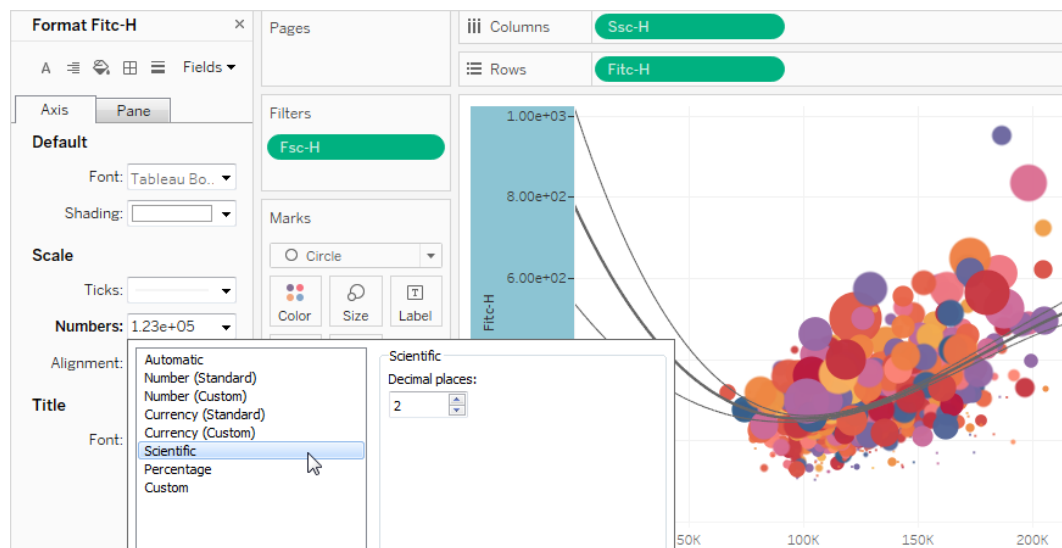 Format Fitc-H ×
A Fields
Axis Pane
Default
Font: Tableau Bo..
Shading:
Scale
Ticks:
Numbers: 1.23e+05
Alignment:
Title
Font:
Automatic
Number (Standard)
Number (Custom)
Currency (Standard)
Currency (Custom)
Scientific
Percentage
Custom
Scientific
Decimal places:
2
Pages
Filters
Fsc-H
Marks
Circle
T
Color Size Label
Columns Ssc-H
Rows Fitc-H
1.00e+03
8.00e+02
6.00e+02
Fitc-H
50K 100K 150K 200K